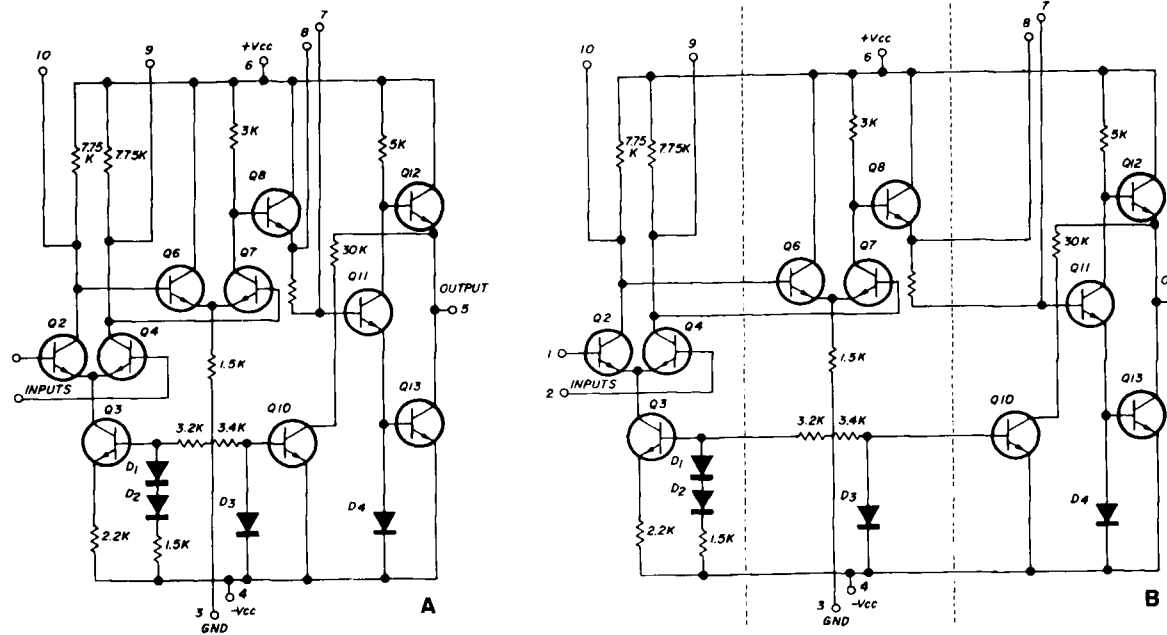 7
8
+Vcc
6
9
10
7.75
K
7.75K
3K
5K
Q8
Q12
Q6
Q7
30K
Q11
OUTPUT
5
Q2
Q4
1.5K
INPUTS
Q3
3.2K
3.4K
Q10
Q13
D1
D2
D3
D4
2.2K
1.5K
4
-Vcc
3
GND
A
7
8
+Vcc
6
9
10
7.75
K
7.75K
3K
5K
Q8
Q12
Q6
Q7
30K
Q11
Q2
Q4
1
1.5K
INPUTS
2
Q3
3.2K
3.4K
Q10
Q13
D1
D2
D3
D4
2.2K
1.5K
4
-Vcc
3
GND
B